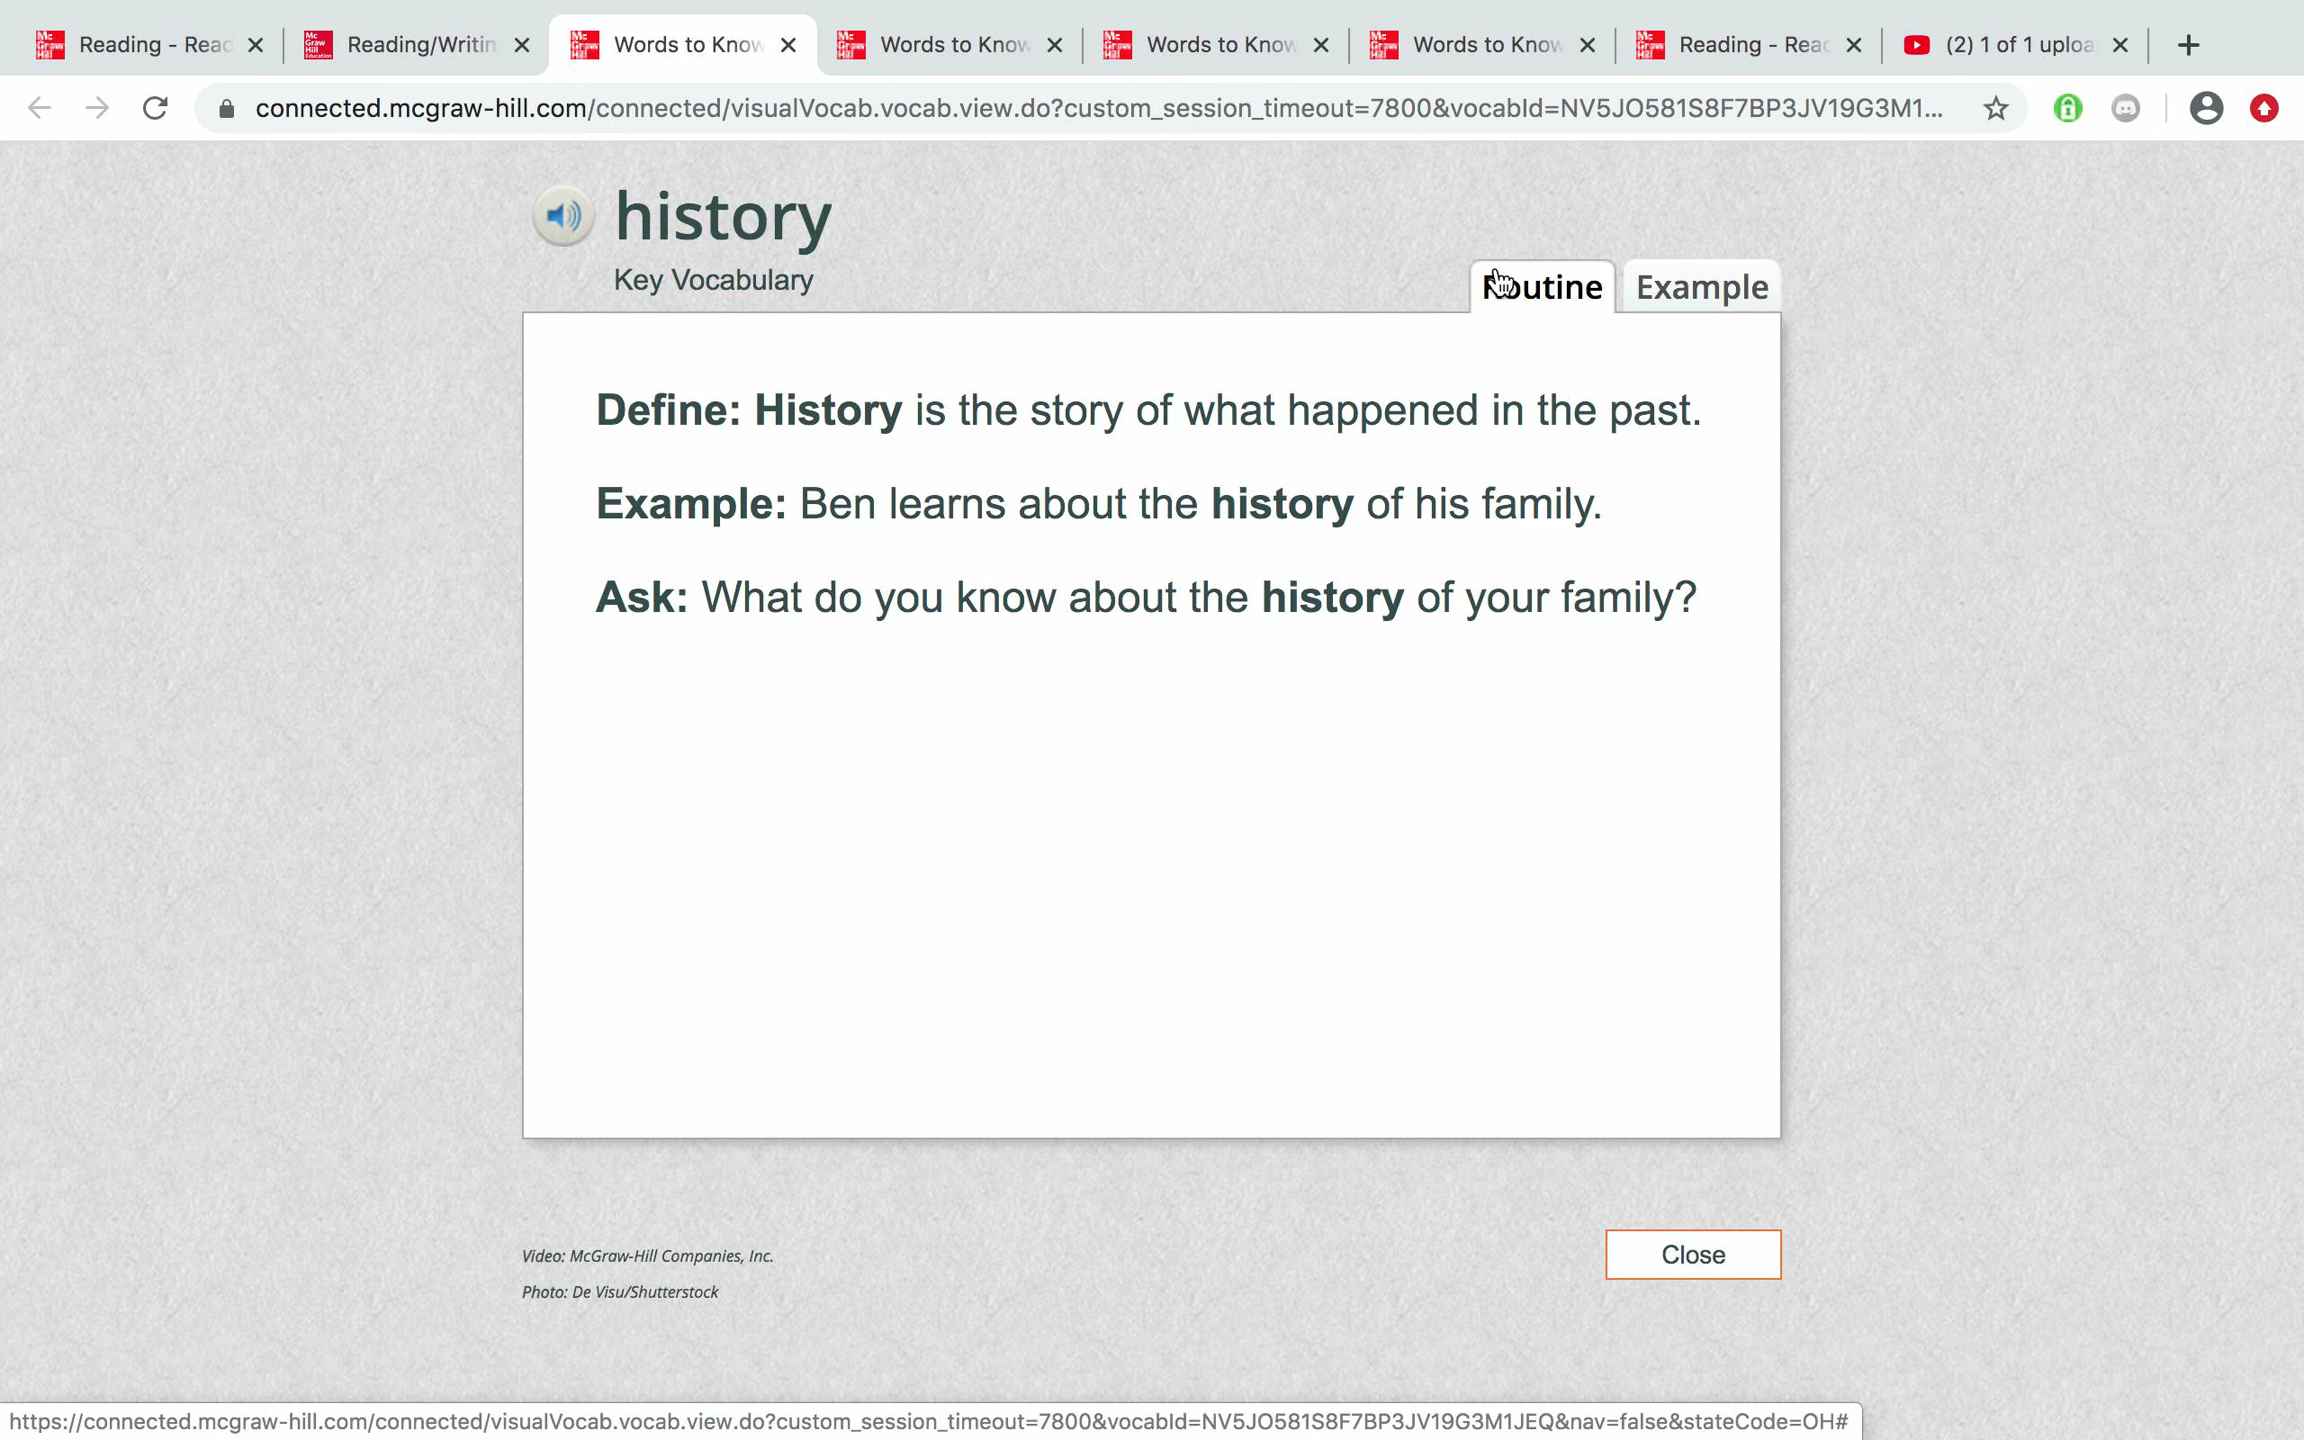 Reading - Read
Reading/Writin
Words to Know
Words to Know
Words to Know
Words to Know
Reading - Read
(2) 1 of 1 uploa
connected.mcgraw-hill.com/connected/visualVocab.vocab.view.do?custom_session_timeout=7800&vocabId=NV5JO581S8F7BP3JV19G3M1...
history
Key Vocabulary
Routine
Example
Define: History is the story of what happened in the past.
Example: Ben learns about the history of his family.
Ask: What do you know about the history of your family?
Video: McGraw-Hill Companies, Inc.
Photo: De Visu/Shutterstock
Close
https://connected.mcgraw-hill.com/connected/visualVocab.vocab.view.do?custom_session_timeout=7800&vocabId=NV5JO581S8F7BP3JV19G3M1JEQ&nav=false&stateCode=OH#